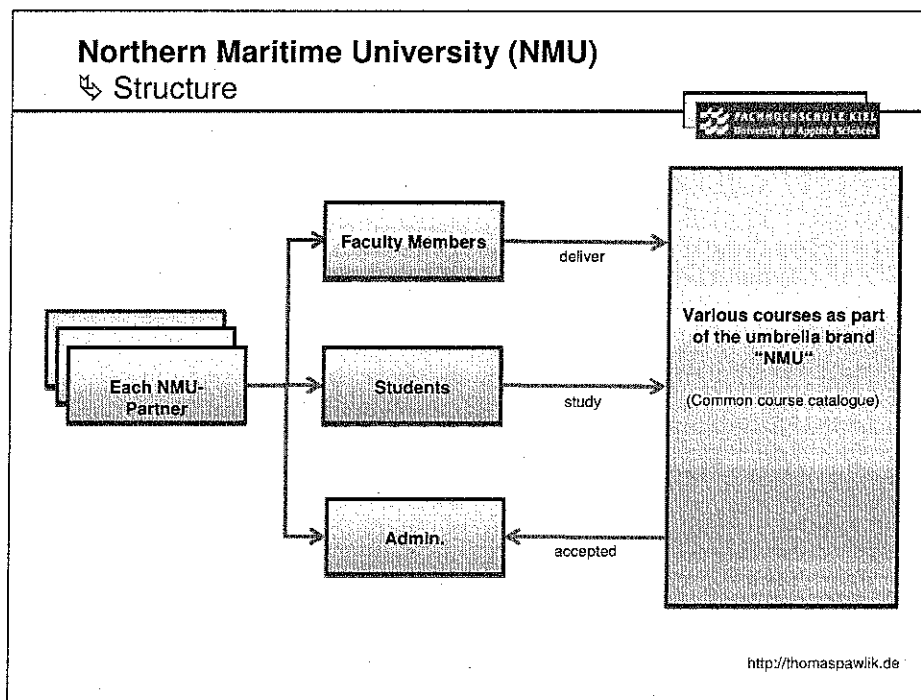 Northern Maritime University (NMU)
Structure
FACHHOCHSCHULE KIEL
University of Applied Sciences
Faculty Members
deliver
Various courses as part
of the umbrella brand
"NMU"
(Common course catalogue)
Each NMU-
Partner
Students
study
Admin.
accepted
http://thomaspawlik.de